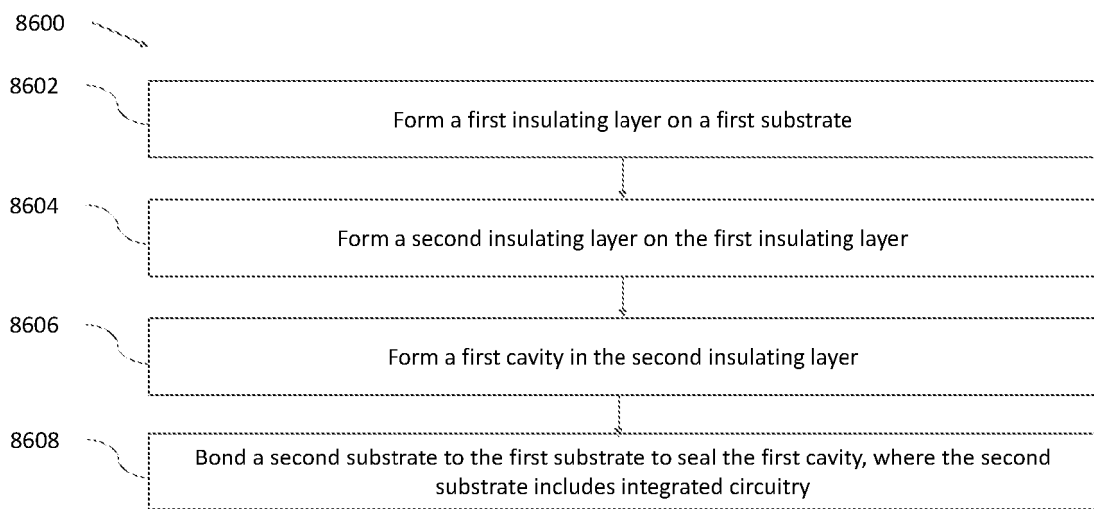 8600
8602
Form a first insulating layer on a first substrate
8604
Form a second insulating layer on the first insulating layer
8606
Form a first cavity in the second insulating layer
8608
Bond a second substrate to the first substrate to seal the first cavity, where the second
substrate includes integrated circuitry